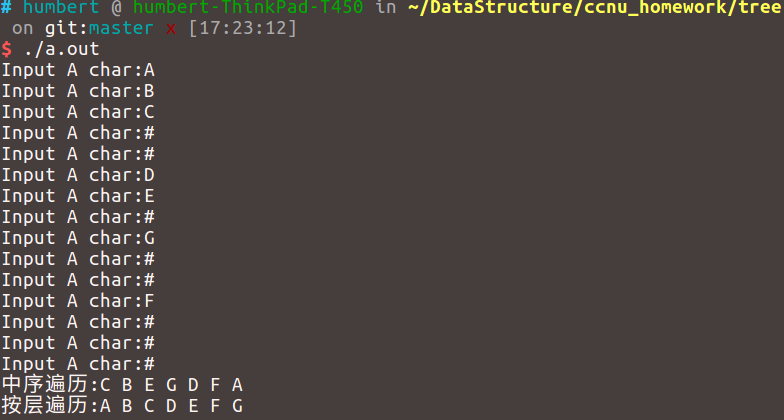 # humbert @ humbert-ThinkPad-T450 in ~/DataStructure/ccnu_homework/tree
on git:master x [17:23:12]
$ ./a.out
Input A char:A
Input A char:B
Input A char:C
Input A char:#
Input A char:#
Input A char:D
Input A char:E
Input A char:#
Input A char:G
Input A char:#
Input A char:#
Input A char:F
Input A char:#
Input A char:#
Input A char:#
中序遍历:C B E G D F A
按层遍历:A B C D E F G